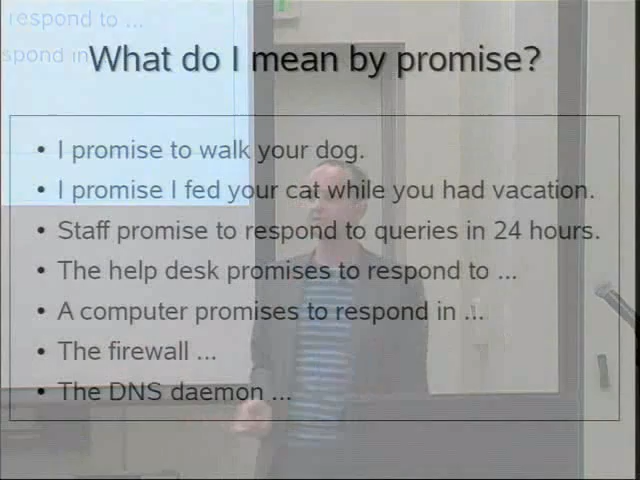 respond to ...
spond in
What do I mean by promise?
• I promise to walk your dog.
• I promise I fed your cat while you had vacation.
• Staff promise to respond to queries in 24 hours.
• The help desk promises to respond to ...
• A computer promises to respond in ...
• The firewall ...
• The DNS daemon ...